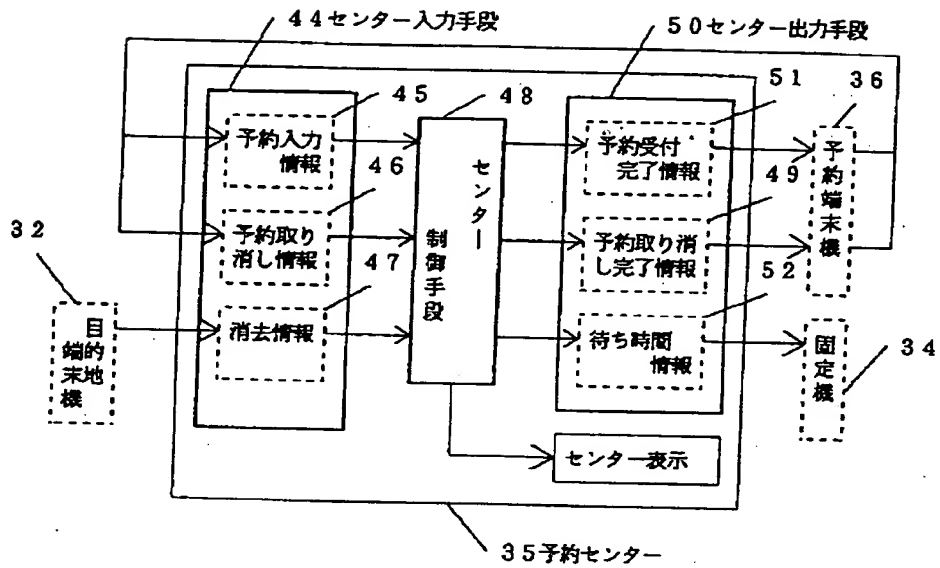 44センター入力手段
50センター出力手段
45
48
51
36
予約入力
情報
予約受付
完了情報
46
49
予約取り
消し情報
予約取り消
し完了情報
32
47
52
消去情報
待ち時間
情報
センター
制御手段
予約端末機
目的地
端末機
固定機
34
センター表示
35予約センター